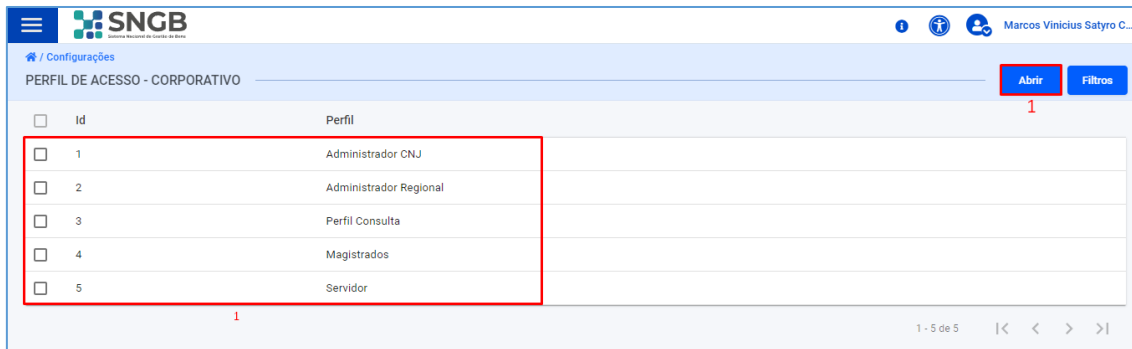 SNGB
Sistema Nacional de Gestão de Bens
Marcos Vinicius Satyro C...
/ Configurações
PERFIL DE ACESSO - CORPORATIVO
Abrir
Filtros
1
Id Perfil
1 Administrador CNJ
2 Administrador Regional
3 Perfil Consulta
4 Magistrados
5 Servidor
1
1 - 5 de 5